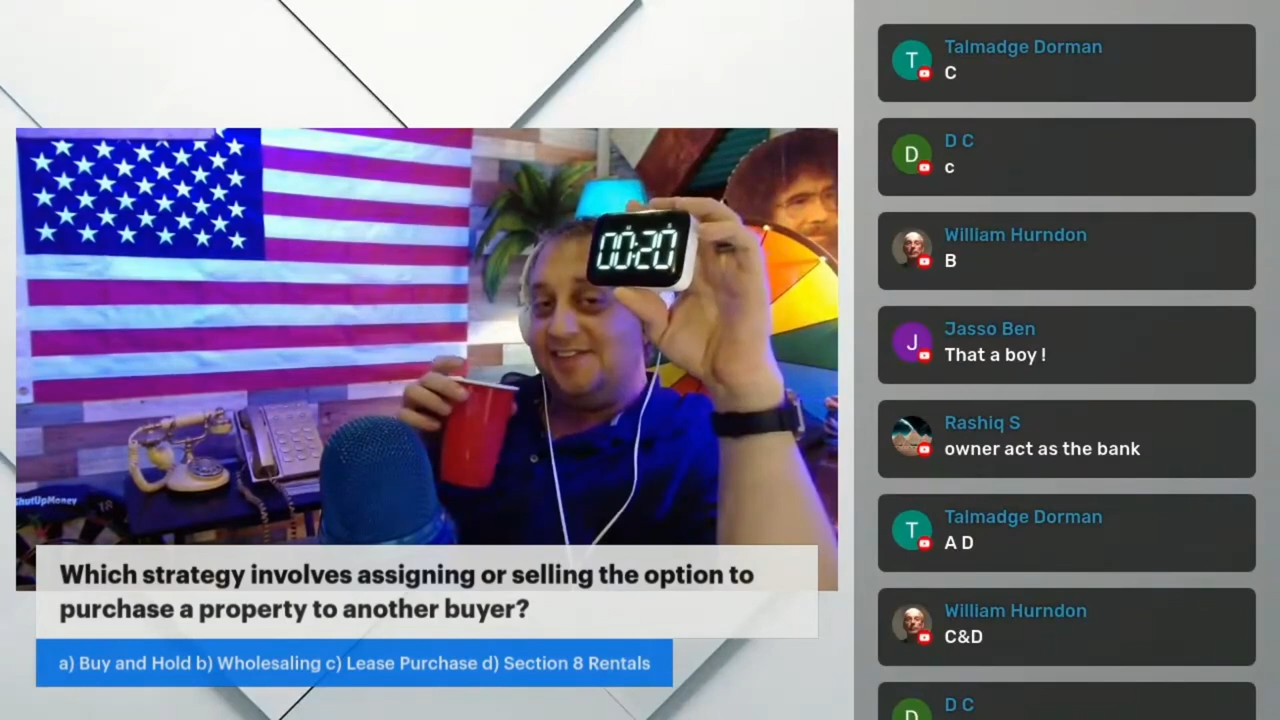 00:20
ShutUpMoney
Which strategy involves assigning or selling the option to
purchase a property to another buyer?
a) Buy and Hold b) Wholesaling c) Lease Purchase d) Section 8 Rentals
T
Talmadge Dorman
C
D
D C
c
William Hurndon
B
J
Jasso Ben
That a boy !
Rashiq S
owner act as the bank
T
Talmadge Dorman
A D
William Hurndon
C&D
D
D C